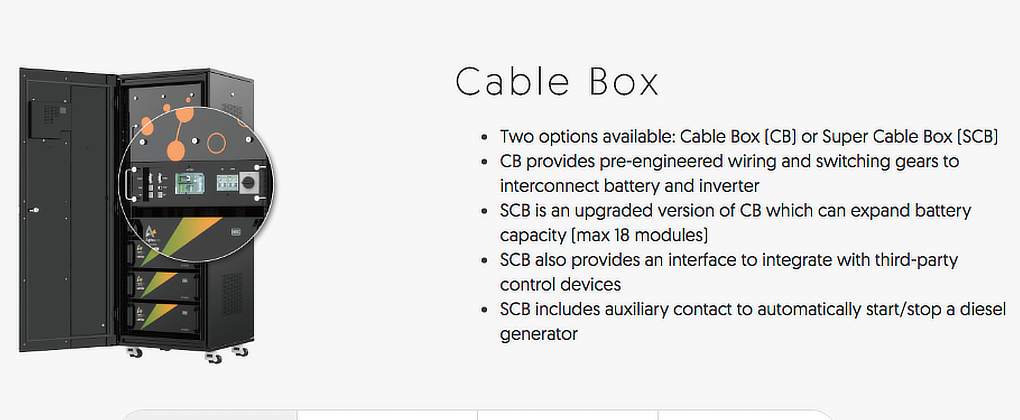 Cable Box
Two options available: Cable Box (CB) or Super Cable Box (SCB)
CB provides pre-engineered wiring and switching gears to
interconnect battery and inverter
SCB is an upgraded version of CB which can expand battery
capacity (max 18 modules)
SCB also provides an interface to integrate with third-party
control devices
SCB includes auxiliary contact to automatically start/stop a diesel
generator